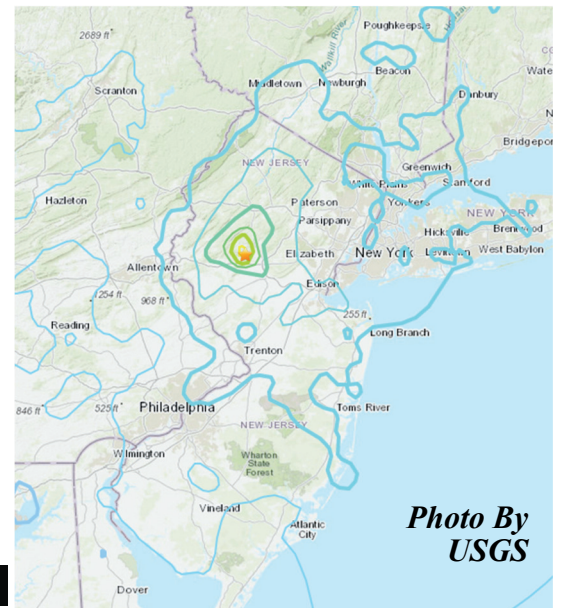 Poughkeepsie
2689 ft
Wallkill River
Beacon
Scranton
Middletown
Newburgh
Danbury
Bridgepor
NEW JERSEY
Greenwich
White Plains
Stamford
Hazleton
Paterson
Yonkers
NEW YORK
Parsippany
Hicksville
Brentwood
Elizabeth
New York
Levittown
West Babylon
Allentown
Edison
1254 ft
968 ft
255 ft
Reading
Long Branch
Trenton
846 ft
525 ft
Philadelphia
Toms River
NEW JERSEY
Wilmington
Wharton
State
Forest
Vineland
Photo By
USGS
Atlantic
City
Dover